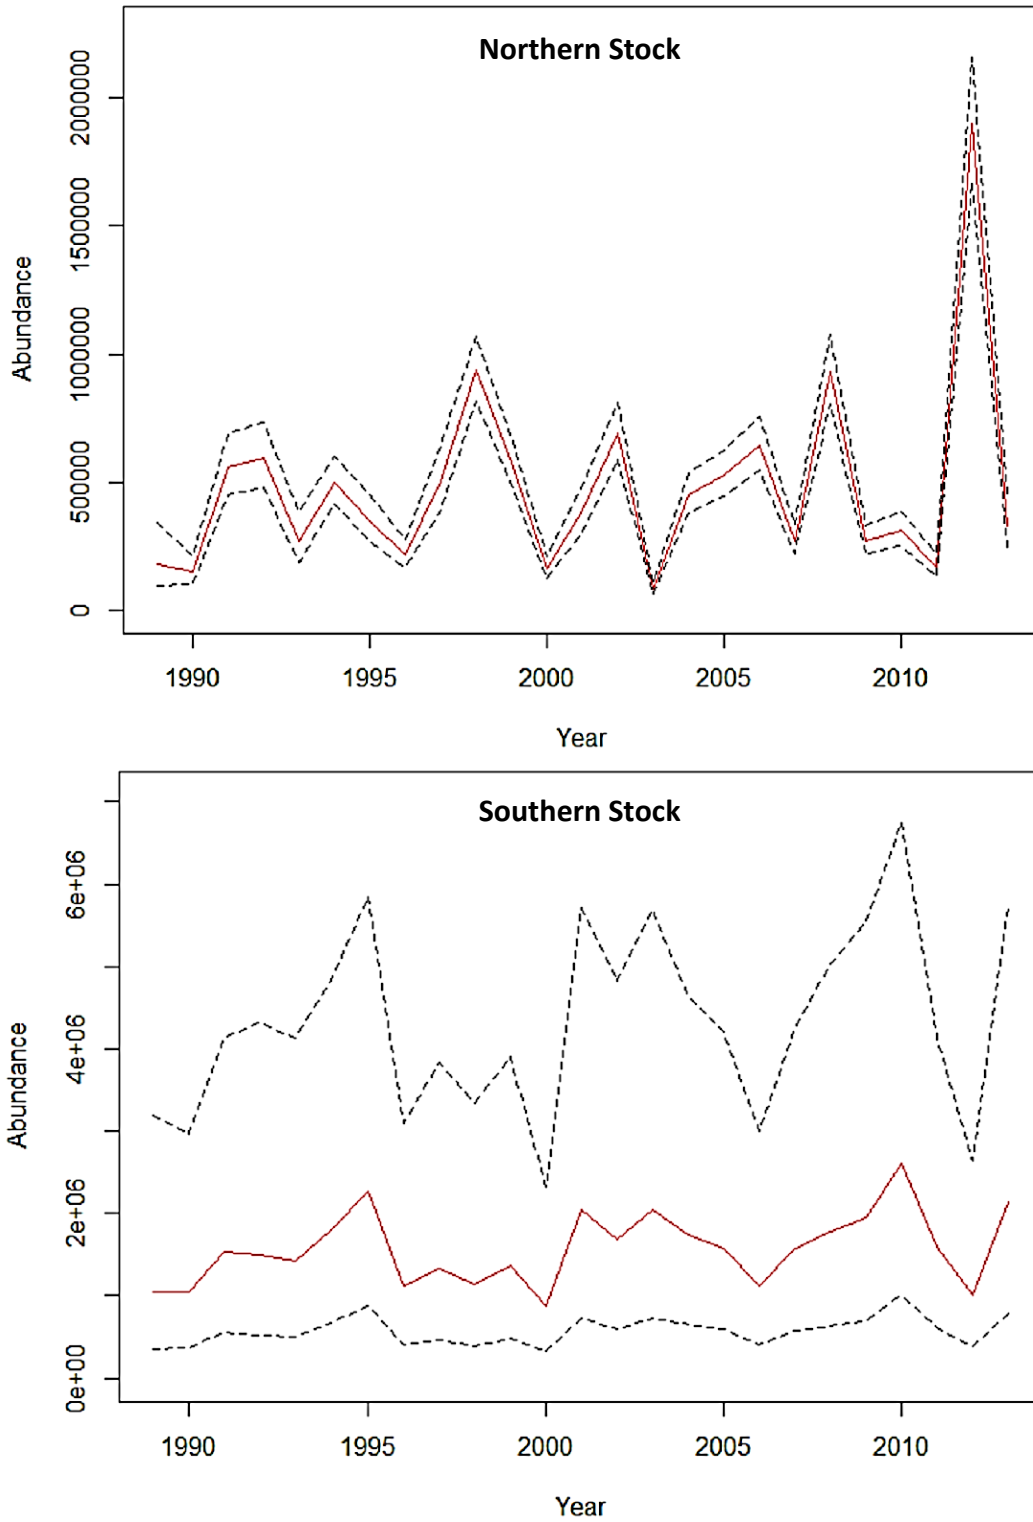 Northern Stock
Abundance
2000000
1500000
1000000
500000
0
1990 1995 2000 2005 2010
Year
Southern Stock
Abundance
6e+06
4e+06
2e+06
0e+00
1990 1995 2000 2005 2010
Year